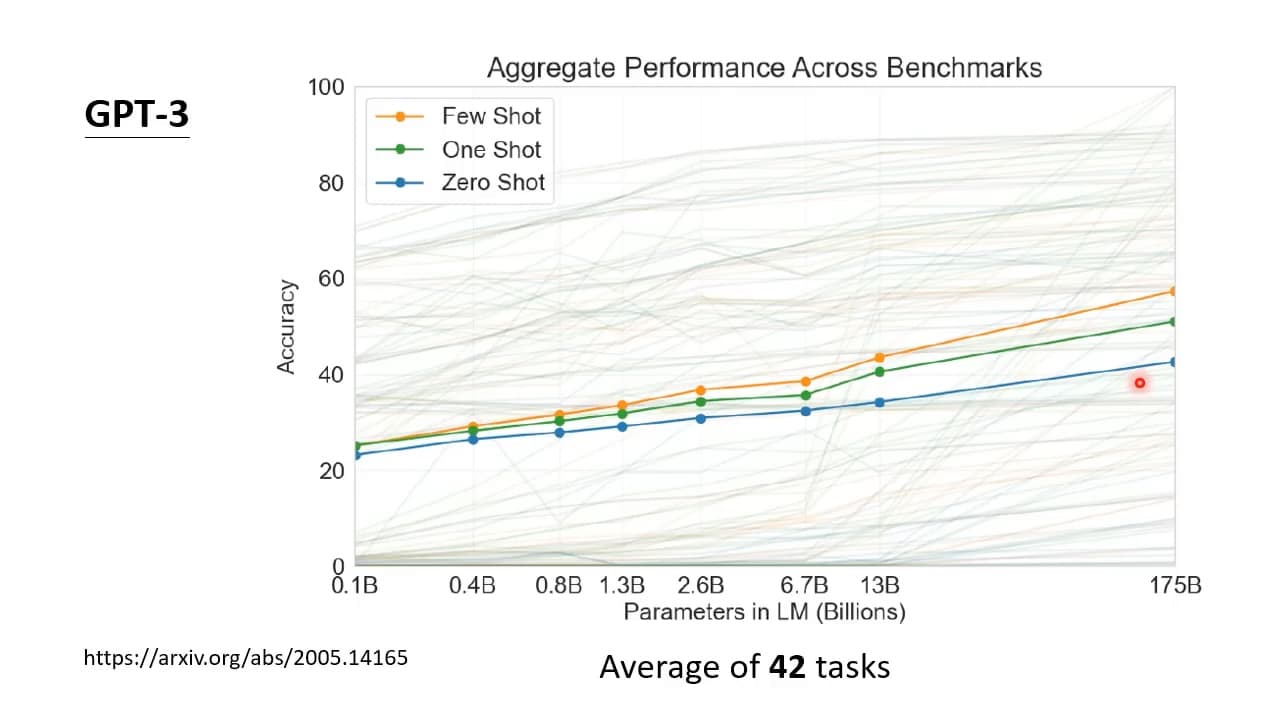 GPT-3
Aggregate Performance Across Benchmarks
Few Shot
One Shot
Zero Shot
Accuracy
100
80
60
40
20
0
0.1B 0.4B 0.8B 1.3B 2.6B 6.7B 13B 175B
Parameters in LM (Billions)
https://arxiv.org/abs/2005.14165
Average of 42 tasks